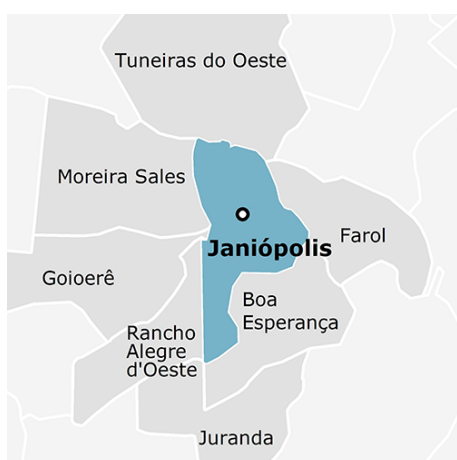 Tuneiras do Oeste
Moreira Sales
Farol
Janiópolis
Goioerê
Boa
Esperança
Rancho
Alegre
d'Oeste
Juranda